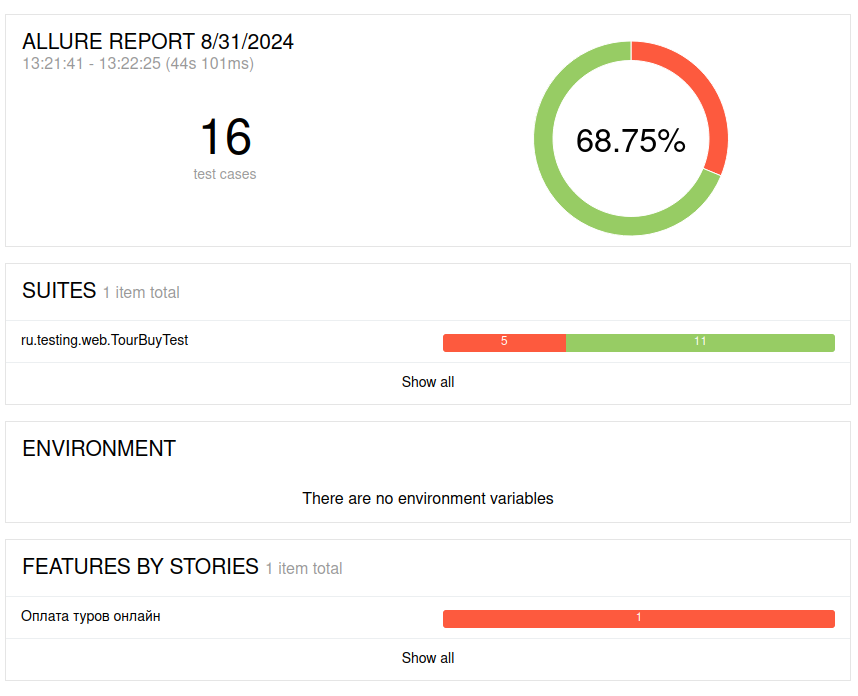 ALLURE REPORT 8/31/2024
13:21:41 - 13:22:25 (44s 101ms)
16
test cases
68.75%
SUITES 1 item total
ru.testing.web.TourBuyTest 5 11
Show all
ENVIRONMENT
There are no environment variables
FEATURES BY STORIES 1 item total
Оплата туров онлайн 1
Show all